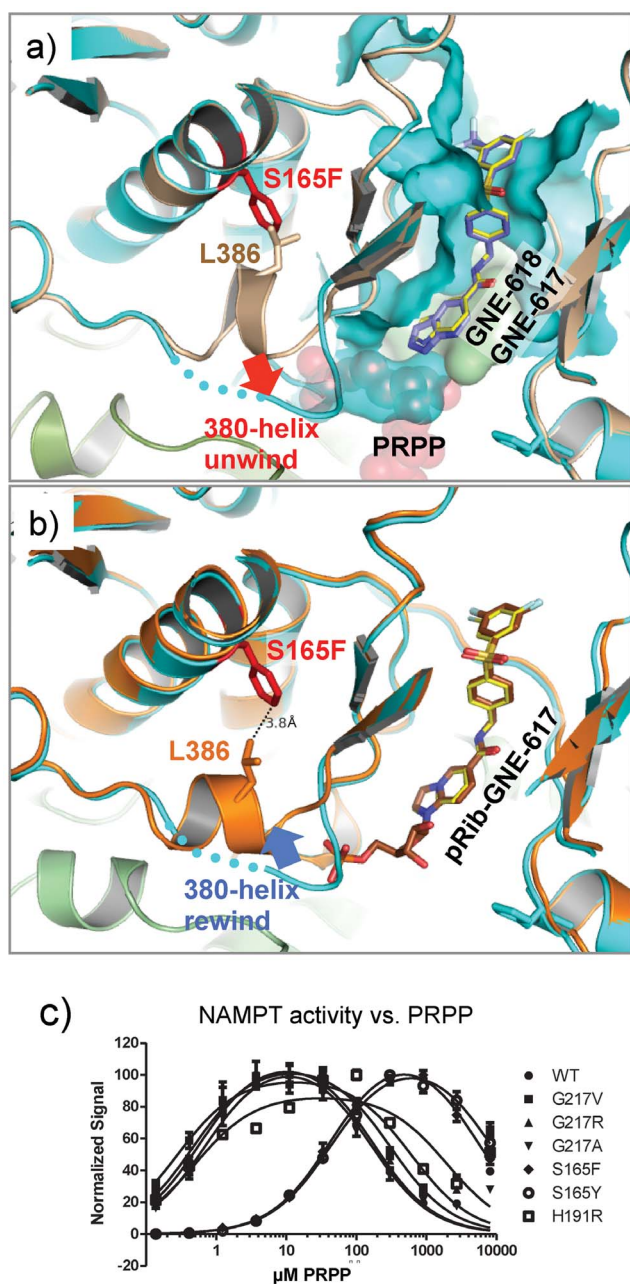 a)
S165F
L386
GNE-618
GNE-617
PRPP
380-helix
unwind
b)
S165F
3.8Å
L386
pRib-GNE-617
380-helix
rewind
c)
NAMPT activity vs. PRPP
Normalized Signal
120
100
80
60
40
20
0
-20
1
10
100
1000
10000
µM PRPP
WT
G217V
G217R
G217A
S165F
S165Y
H191R